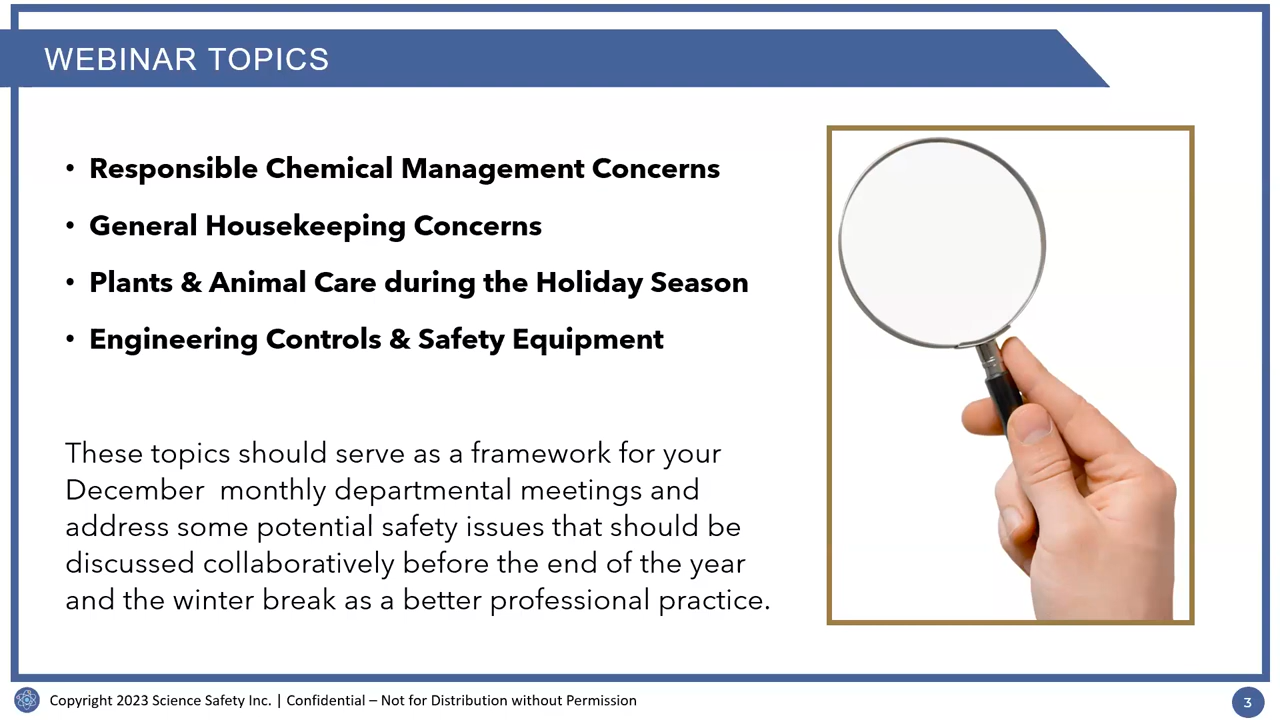 WEBINAR TOPICS
• Responsible Chemical Management Concerns
• General Housekeeping Concerns
• Plants & Animal Care during the Holiday Season
• Engineering Controls & Safety Equipment
These topics should serve as a framework for your
December  monthly departmental meetings and
address some potential safety issues that should be
discussed collaboratively before the end of the year
and the winter break as a better professional practice.
Copyright 2023 Science Safety Inc. | Confidential – Not for Distribution without Permission
3